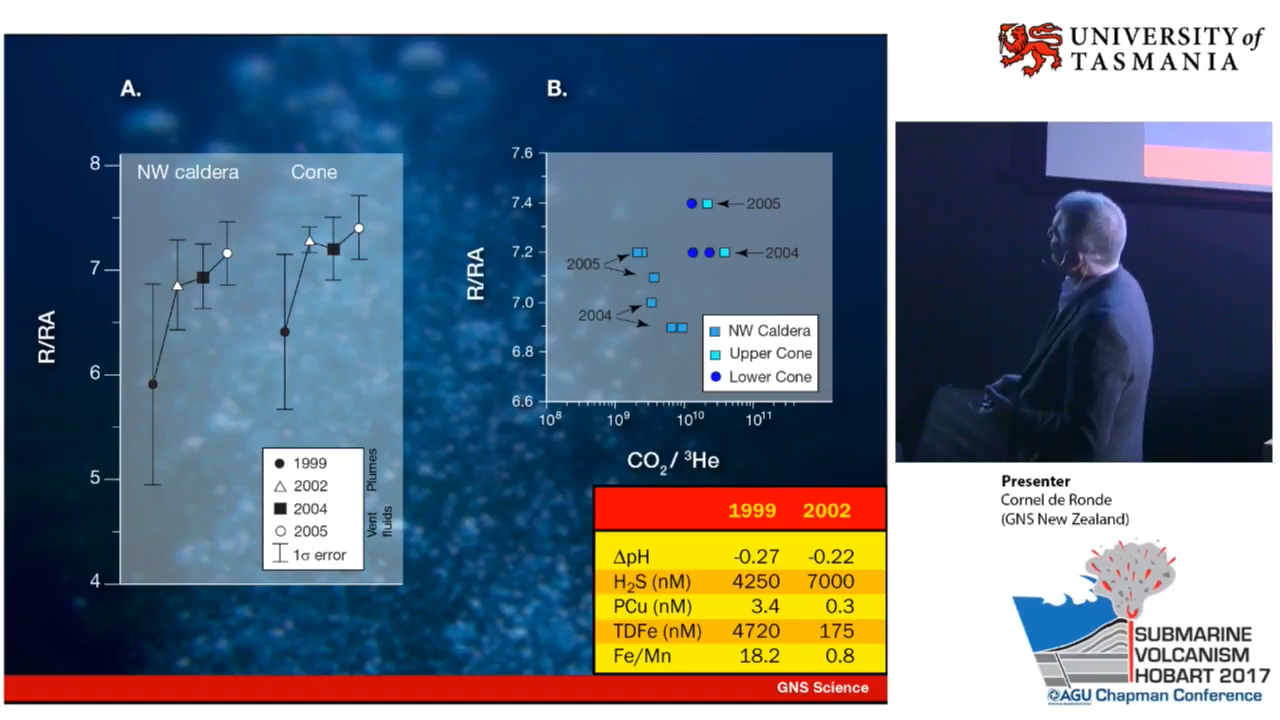 A.
NW caldera
Cone
8
7
6
5
4
R/RA
1999
2002
2004
2005
1σ error
Plumes
Vent fluids
B.
7.6
7.4
7.2
7.0
6.8
6.6
R/RA
2005
2004
2005
2004
NW Caldera
Upper Cone
Lower Cone
10⁸ 10⁹ 10¹⁰ 10¹¹
CO₂/ ³He
1999 2002
ΔpH -0.27 -0.22
H₂S (nM) 4250 7000
PCu (nM) 3.4 0.3
TDFe (nM) 4720 175
Fe/Mn 18.2 0.8
GNS Science
UNIVERSITY of
TASMANIA
Presenter
Cornel de Ronde
(GNS New Zealand)
SUBMARINE
VOLCANISM
HOBART 2017
AGU Chapman Conference